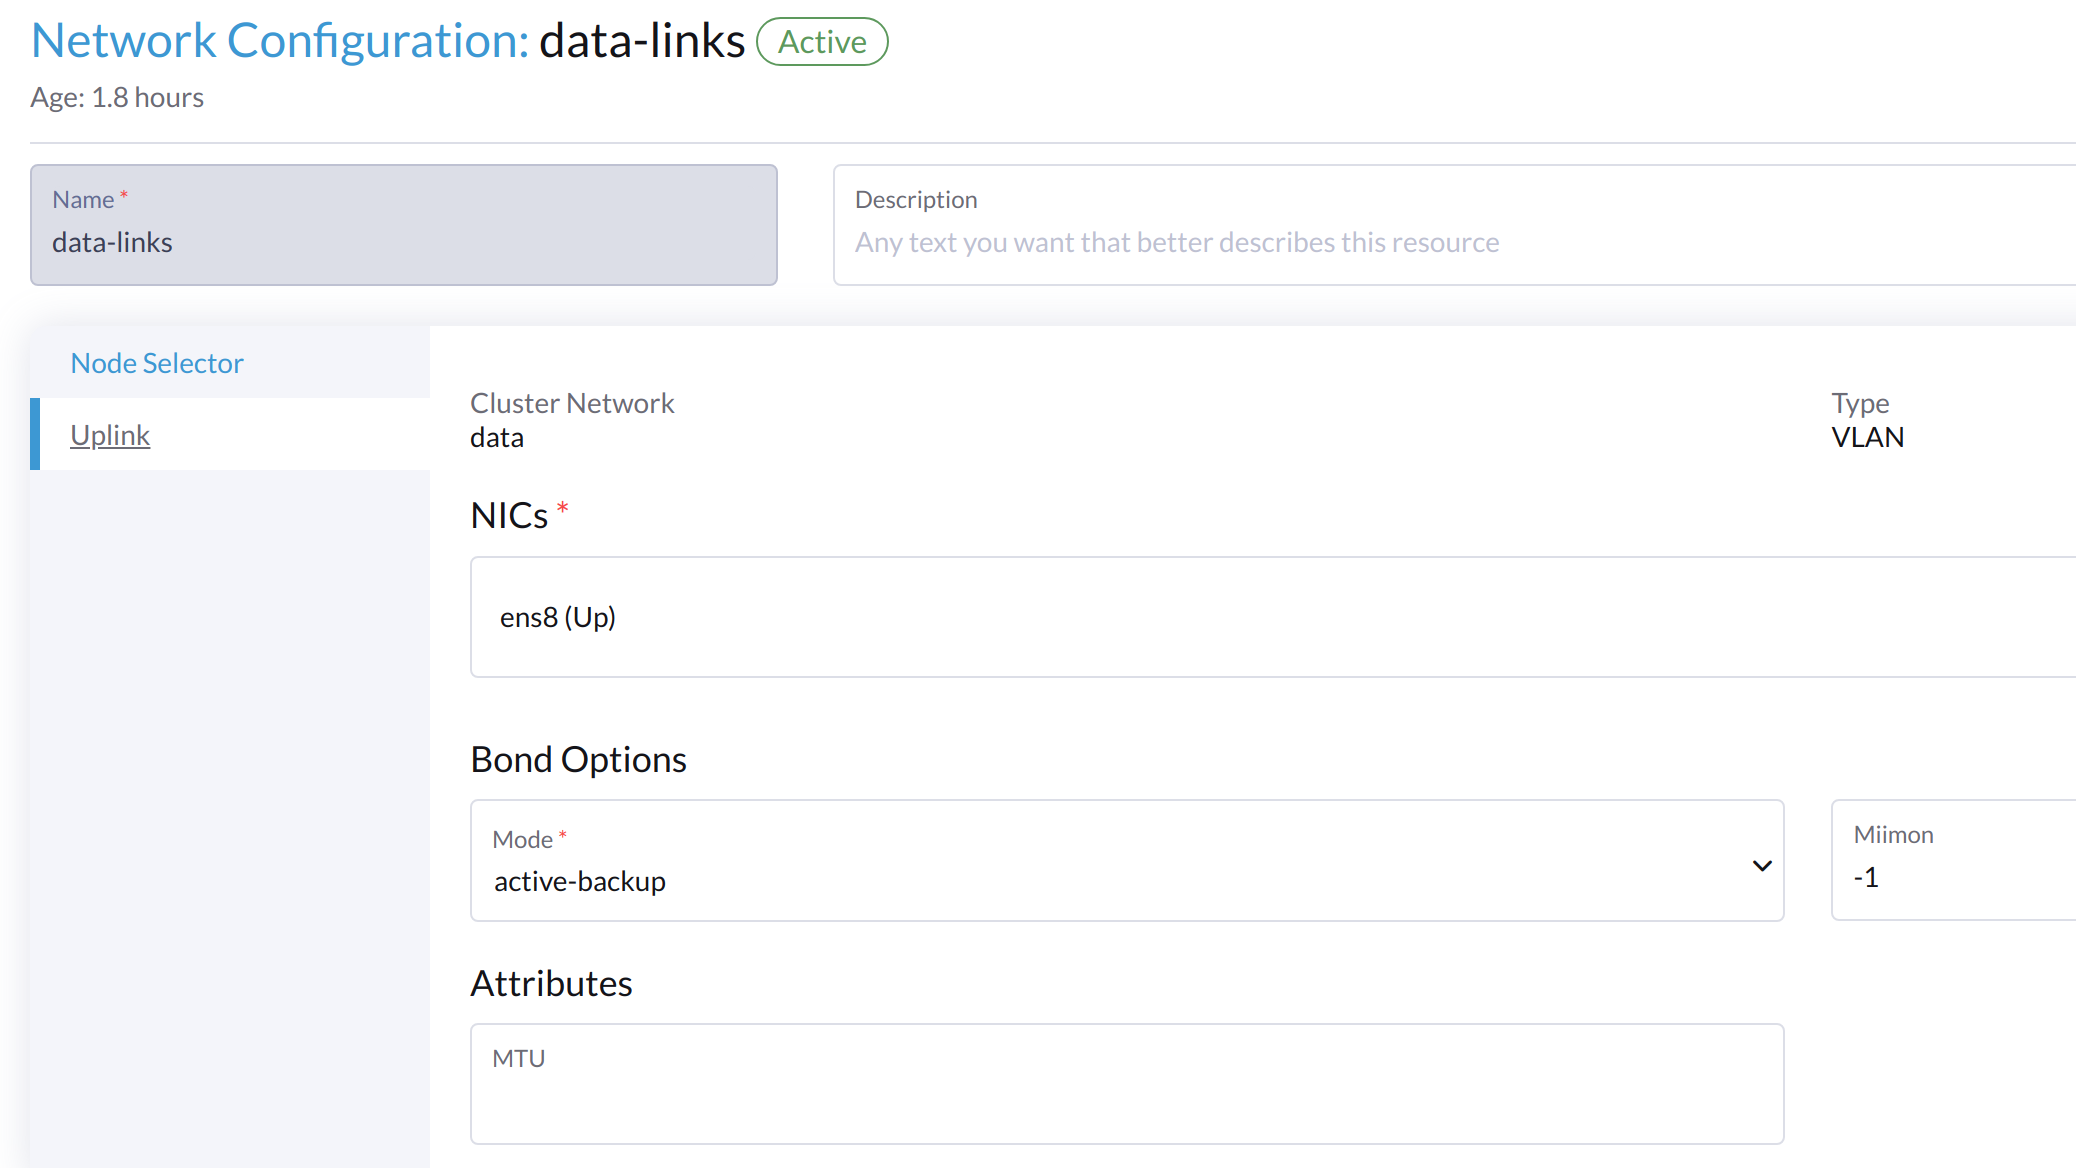 Network Configuration: data-links Active
Age: 1.8 hours
Name *
data-links
Description
Any text you want that better describes this resource
Node Selector
Uplink
Cluster Network
data
Type
VLAN
NICs *
ens8 (Up)
Bond Options
Mode *
active-backup
Miimon
-1
Attributes
MTU